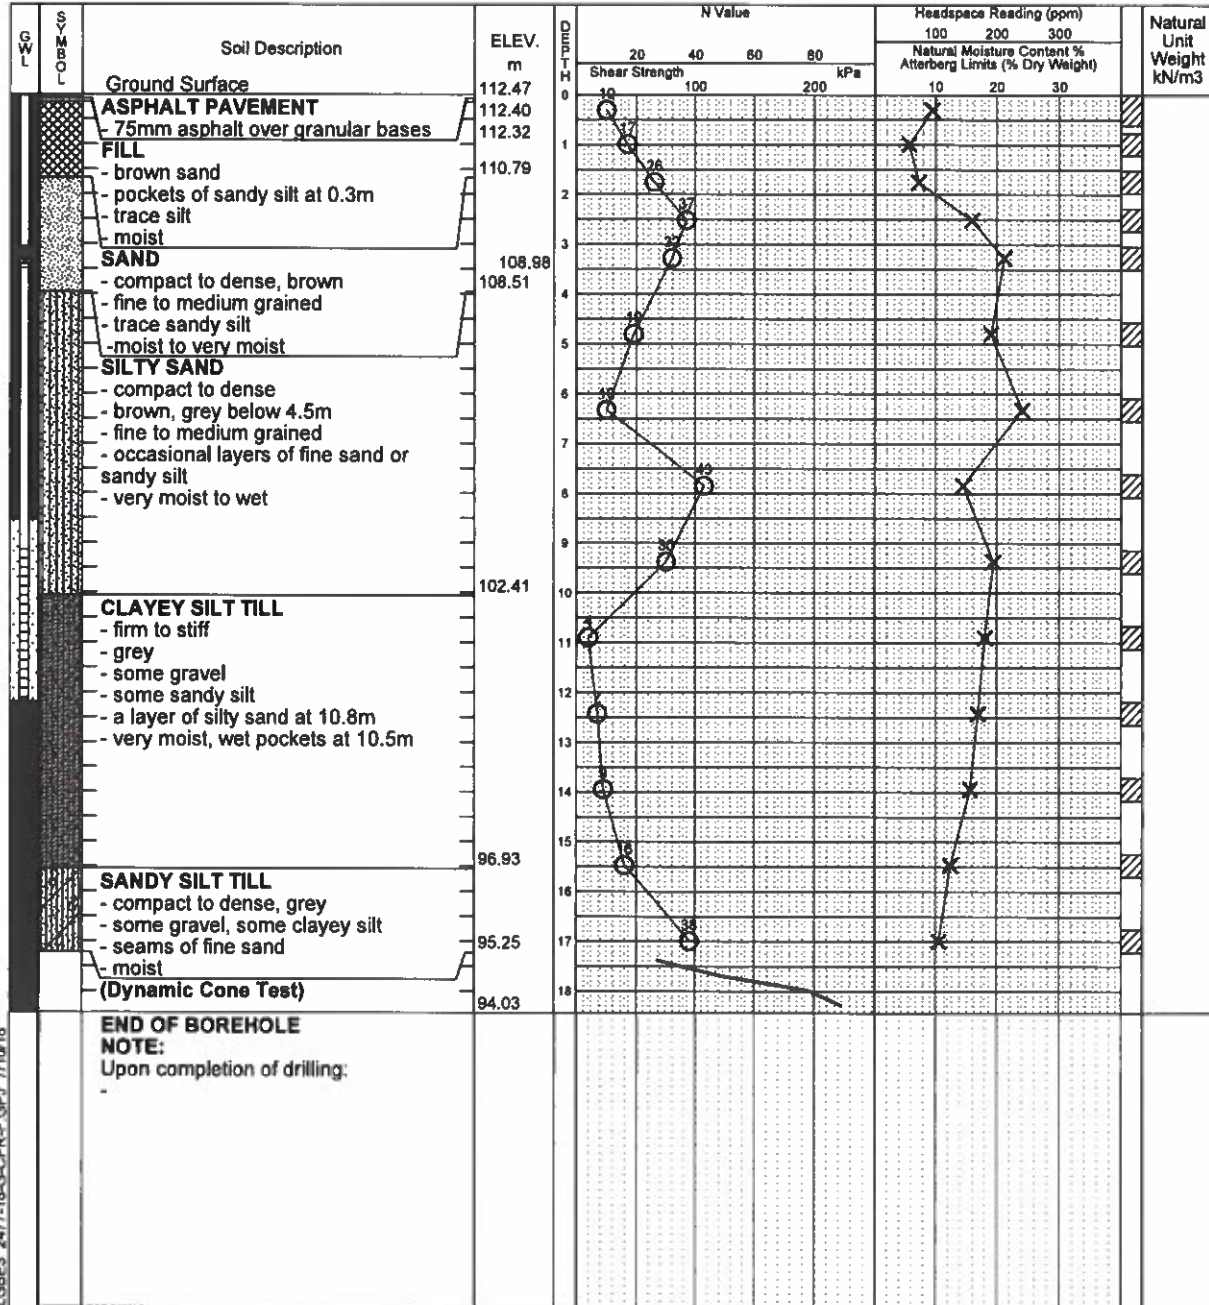 GWL
SYMBOL
Soil Description
Ground Surface
ELEV.
m
112.47
DEPTH
N Value
20 40 60 80
Shear Strength kPa
100 200
Headspace Reading (ppm)
100 200 300
Natural Moisture Content %
Atterberg Limits (% Dry Weight)
10 20 30
Natural
Unit
Weight
kN/m3
ASPHALT PAVEMENT 112.40
- 75mm asphalt over granular bases 112.32
FILL
- brown sand 110.79
- pockets of sandy silt at 0.3m
- trace silt
- moist
SAND 108.98
- compact to dense, brown 108.51
- fine to medium grained
- trace sandy silt
-moist to very moist
SILTY SAND
- compact to dense
- brown, grey below 4.5m
- fine to medium grained
- occasional layers of fine sand or
sandy silt
- very moist to wet
102.41
CLAYEY SILT TILL
- firm to stiff
- grey
- some gravel
- some sandy silt
- a layer of silty sand at 10.8m
- very moist, wet pockets at 10.5m
96.93
SANDY SILT TILL
- compact to dense, grey
- some gravel, some clayey silt
- seams of fine sand 95.25
- moist
(Dynamic Cone Test)
94.03
END OF BOREHOLE
NOTE:
Upon completion of drilling:
-
0
1
2
3
4
5
6
7
8
9
10
11
12
13
14
15
16
17
18
10
17
26
37
19
10
43
30
4
9
16
38